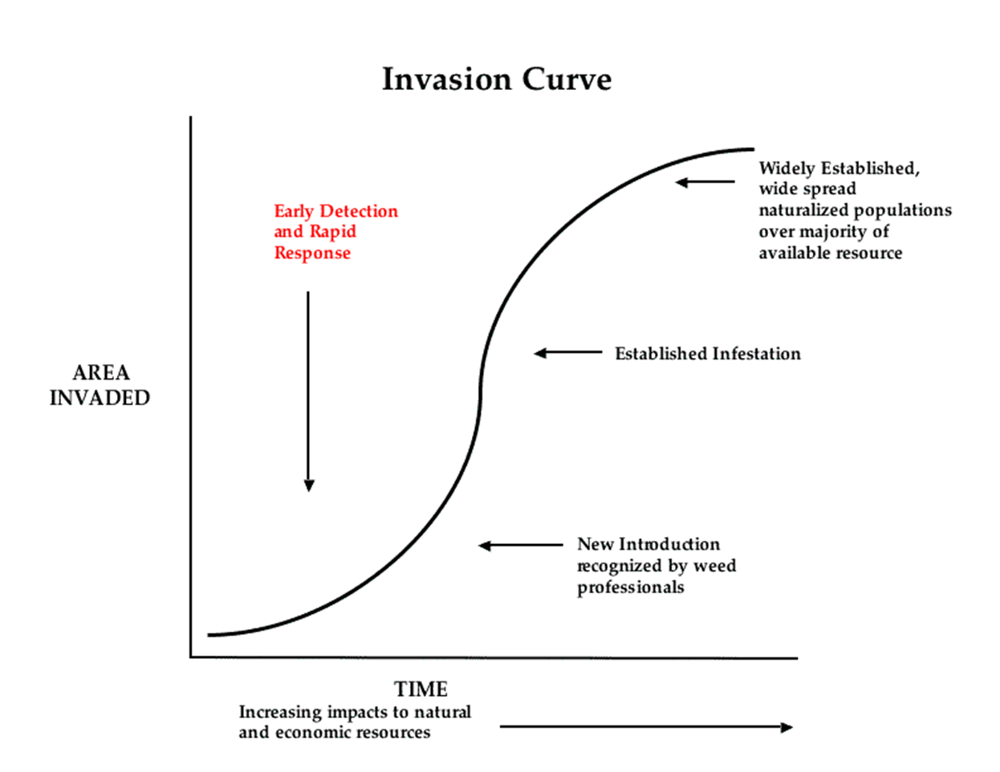 Invasion Curve
Early Detection
and Rapid
Response
Widely Established,
wide spread
naturalized populations
over majority of
available resource
AREA
INVADED
Established Infestation
New Introduction
recognized by weed
professionals
TIME
Increasing impacts to natural
and economic resources